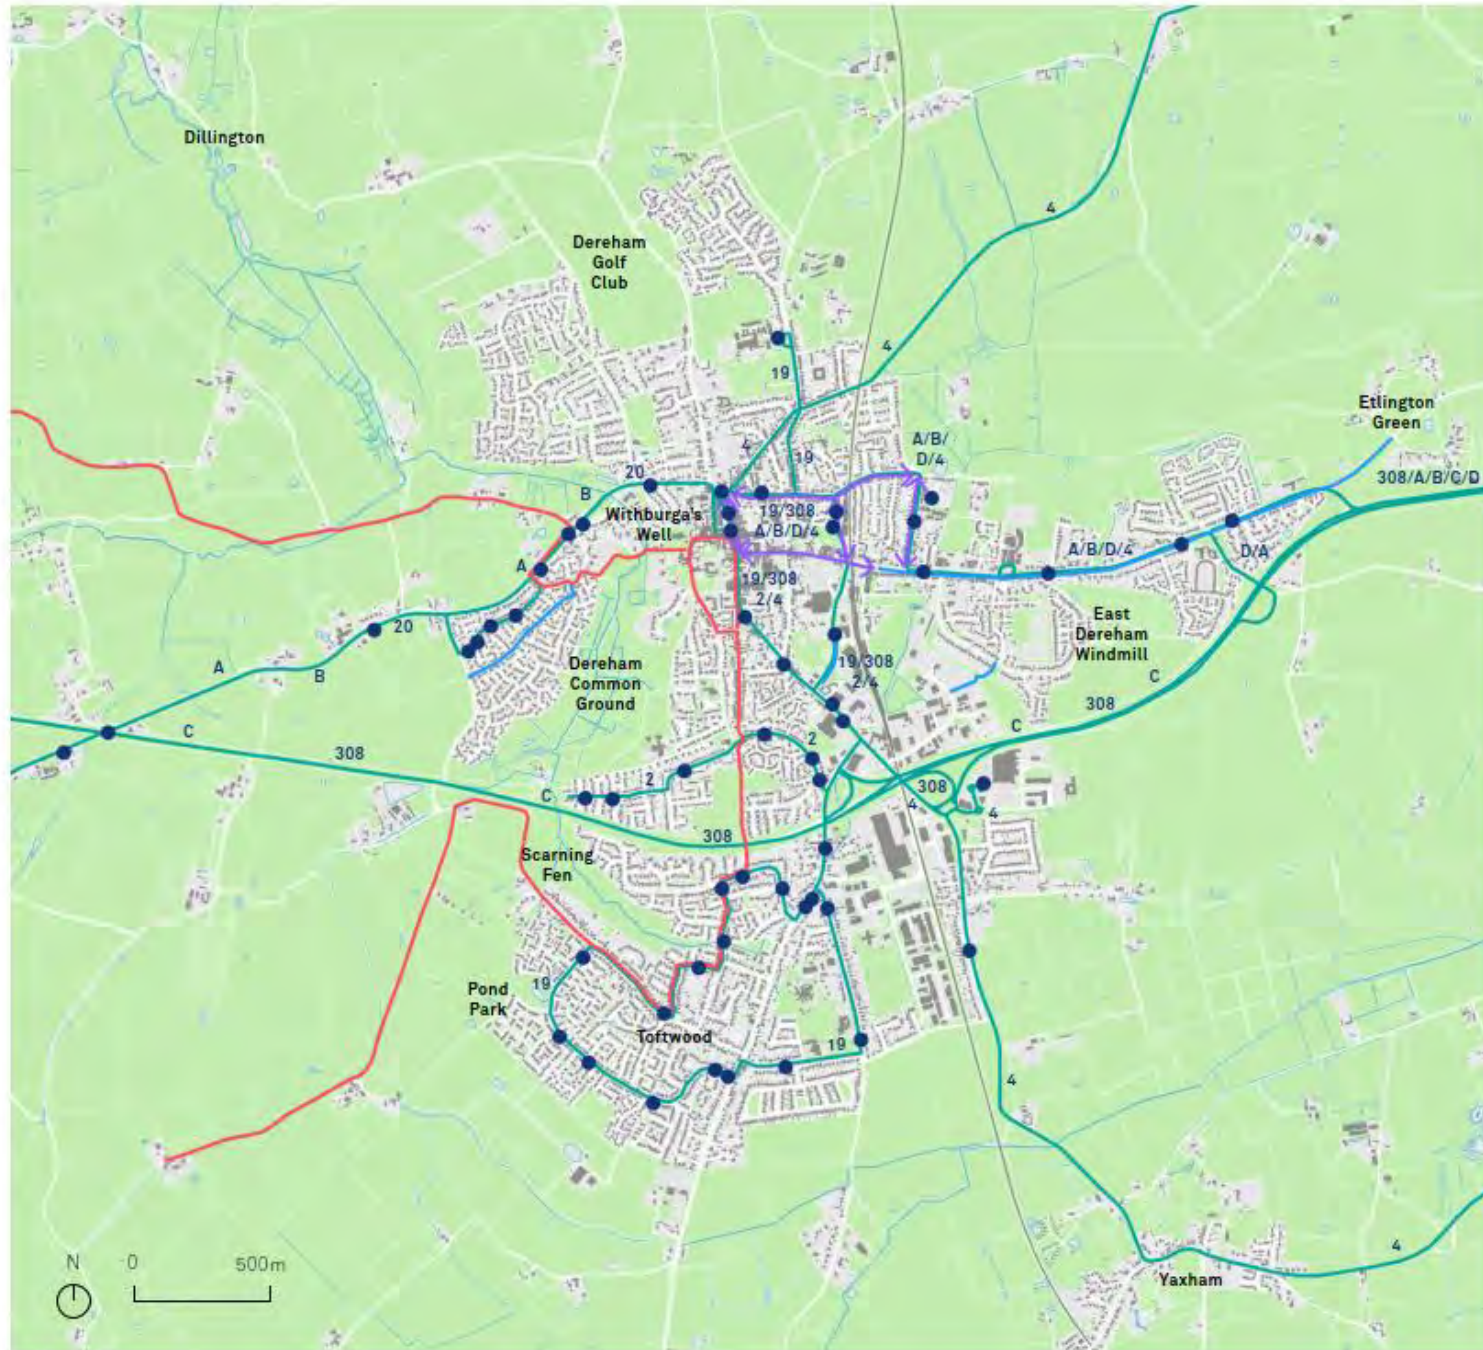 Dillington
4
Dereham
Golf
Club
4
19
Etlington
Green
A/B/
D/4
4
19
20
308/A/B/C/D
B
Withburga's
Well
19/308
A/B/D/4
A/B/D/4
D/A
A
19/308
2/4
20
East
Dereham
Windmill
A
B
Dereham
Common
Ground
19/308
2/4
C
308
C
C
308
2
2
C
308
4
4
308
Scarning
Fen
19
Pond
Park
Toftwood
19
4
N
0
500m
4
Yaxham